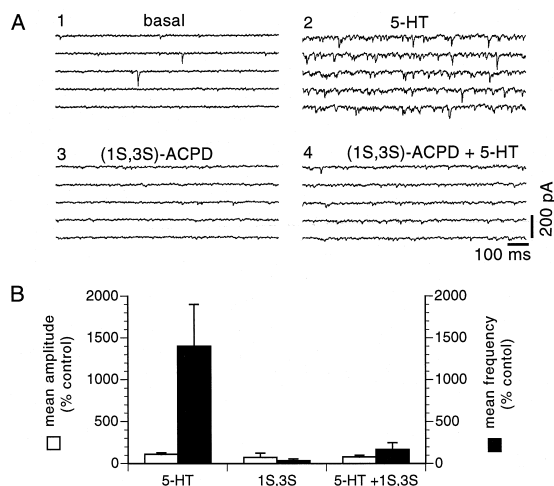 A
1 basal
2 5-HT
3 (1S,3S)-ACPD
4 (1S,3S)-ACPD + 5-HT
200 pA
100 ms
B
mean amplitude
(% control)
2000
1500
1000
500
0
2000
1500
1000
500
0
mean frequency
(% contol)
5-HT
1S.3S
5-HT +1S.3S